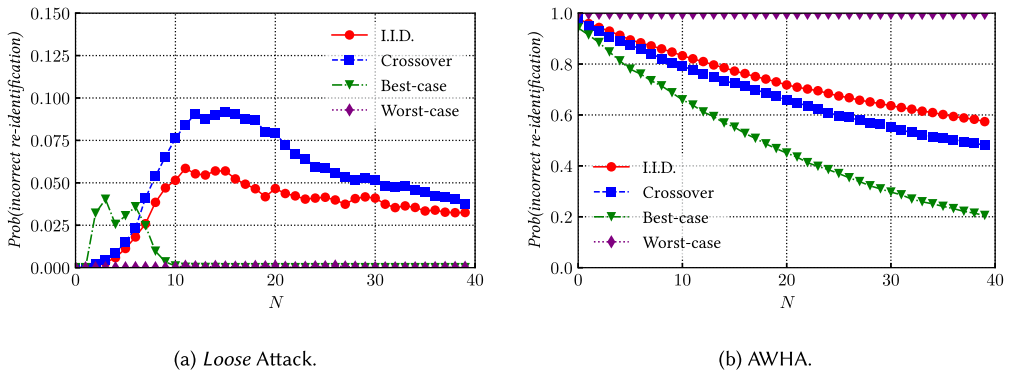 0.150
0.125
0.100
0.075
0.050
0.025
0.000
Prob(incorrect re-identification)
0 10 20 30 40
N
I.I.D.
Crossover
Best-case
Worst-case
(a) Loose Attack.
1.0
0.8
0.6
0.4
0.2
0.0
Prob(incorrect re-identification)
0 10 20 30 40
N
I.I.D.
Crossover
Best-case
Worst-case
(b) AWHA.